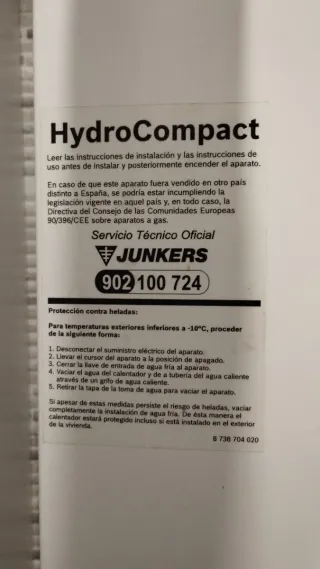 HydroCompact
Leer las instrucciones de instalación y las instrucciones de
uso antes de instalar y posteriormente encender el aparato.
En caso de que este aparato fuera vendido en otro país
distinto a España, se podría estar incumpliendo la
legislación vigente en aquel país y, en todo caso, la
Directiva del Consejo de las Comunidades Europeas
90/396/CEE sobre aparatos a gas.
Servicio Técnico Oficial
JUNKERS
902 100 724
Protección contra heladas:
Para temperaturas exteriores inferiores a -10°C, proceder
de la siguiente forma:
1. Desconectar el suministro eléctrico del aparato.
2. Llevar el cursor del aparato a la posición de apagado.
3. Cerrar la llave de entrada de agua fría al aparato.
4. Vaciar el agua del calentador y de a tubería del agua caliente
através de un grifo de agua caliente.
5. Retirar la tapa de la toma de agua para vaciar el aparato.
Si apesar de estas medidas persiste el riesgo de heladas, vaciar
completamente la instalación de agua fría. De ésta manera el
calentador estará protegido incluso si está instalado en el exterior
de la vivienda.
8 738 704 020